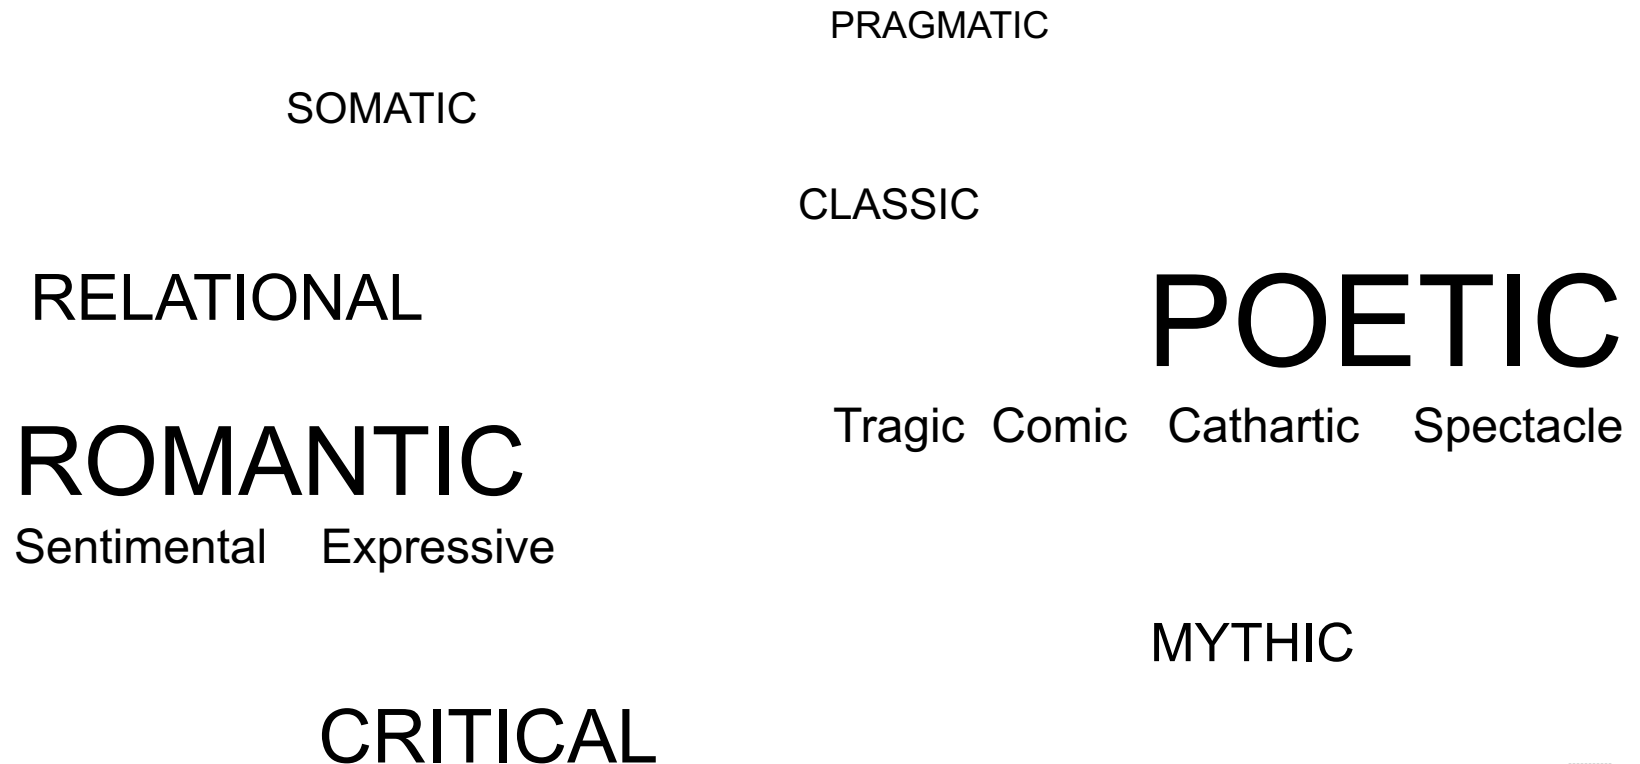 PRAGMATIC
SOMATIC
CLASSIC
RELATIONAL
POETIC
Tragic Comic Cathartic Spectacle
ROMANTIC
Sentimental Expressive
MYTHIC
CRITICAL